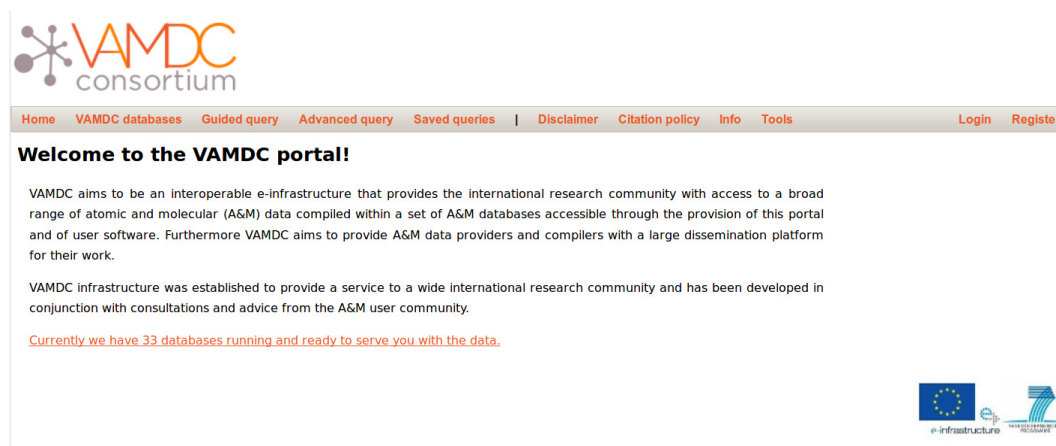 VAMDC
consortium
Home VAMDC databases Guided query Advanced query Saved queries | Disclaimer Citation policy Info Tools Login Registe
Welcome to the VAMDC portal!
VAMDC aims to be an interoperable e-infrastructure that provides the international research community with access to a broad
range of atomic and molecular (A&M) data compiled within a set of A&M databases accessible through the provision of this portal
and of user software. Furthermore VAMDC aims to provide A&M data providers and compilers with a large dissemination platform
for their work.
VAMDC infrastructure was established to provide a service to a wide international research community and has been developed in
conjunction with consultations and advice from the A&M user community.
Currently we have 33 databases running and ready to serve you with the data.
e-infrastructure